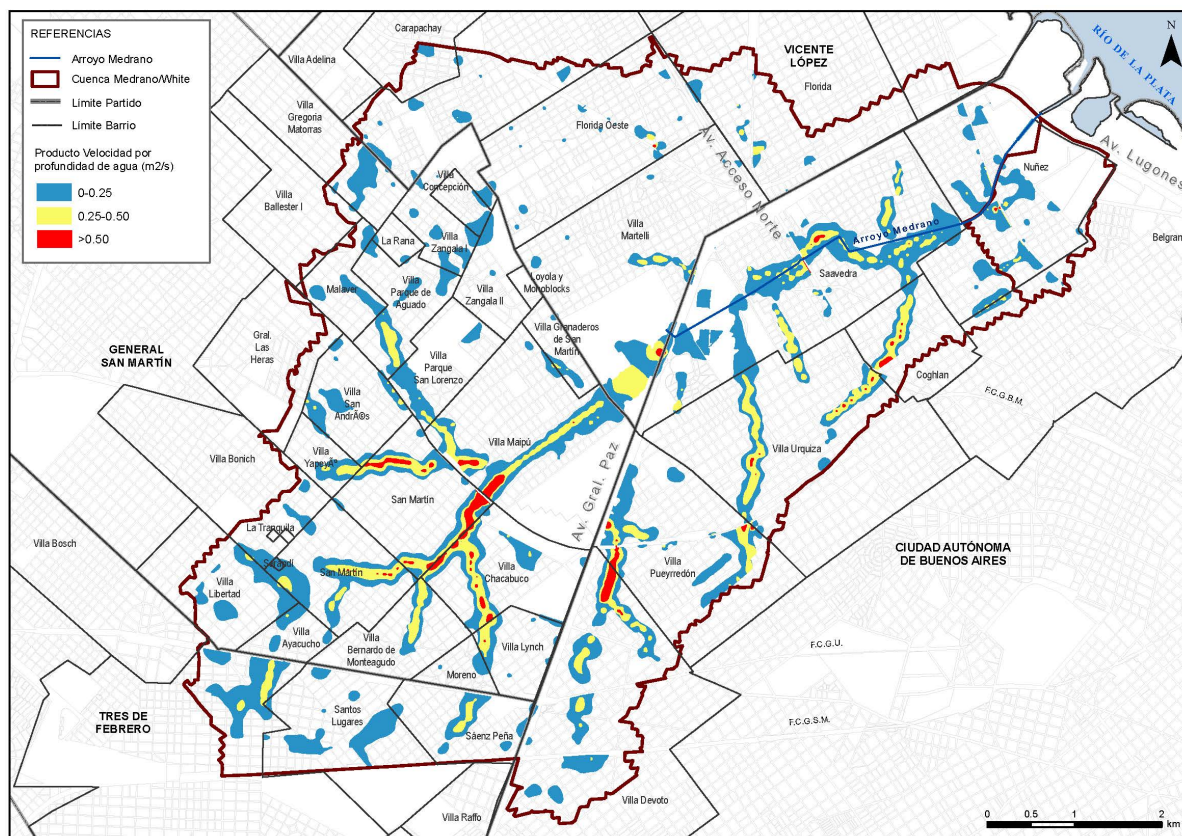 REFERENCIAS
Arroyo Medrano
Cuenca Medrano/White
Límite Partido
Límite Barrio
Producto Velocidad por
profundidad de agua (m2/s)
0-0.25
0.25-0.50
>0.50
Carapachay
Villa Adelina
VICENTE
LÓPEZ
Florida
N
RÍO DE LA PLATA
Villa
Gregoria
Matorras
Florida Oeste
Av. Acceso Norte
Av. Lugones
Nuñez
Villa
Concepción
Villa
Ballester I
Belgran
Villa
Martelli
Arroyo Medrano
La Rana
Villa
Zangala I
Saavedra
Malaver
Villa
Parque de
Aguado
Villa
Zangala II
Loyola y
Monoblocks
Gral.
Las
Heras
Villa Granaderos
de San
Martín
GENERAL
SAN MARTÍN
Villa
Parque
San Lorenzo
Coghlan
F.C.G.B.M.
Villa
San
AndrÃ©s
Villa Maipú
Villa Urquiza
Villa Bonich
Villa
YapeyÃº
Av. Gral. Paz
San Martín
La Tranquila
Villa Bosch
CIUDAD AUTÓNOMA
DE BUENOS AIRES
Sarandí
San Martín
Villa
Chacabuco
Villa
Pueyrredón
Villa
Libertad
Villa
Ayacucho
Villa
Bernardo de
Monteagudo
Villa Lynch
F.C.G.U.
Moreno
TRES DE
FEBRERO
Santos
Lugares
F.C.G.S.M.
Sáenz Peña
Villa Devoto
Villa Raffo
0 0.5 1 2
km